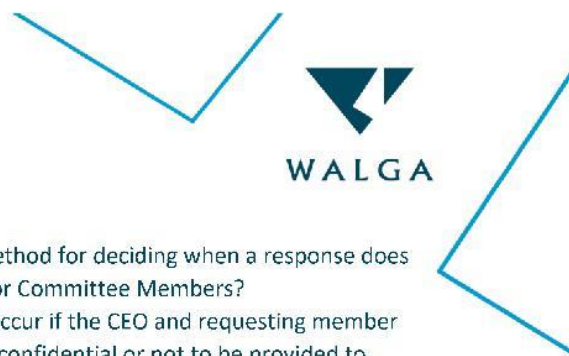 WALGA
ethod for deciding when a response does
or Committee Members?
ccur if the CEO and requesting member
confidential or not to be provided to